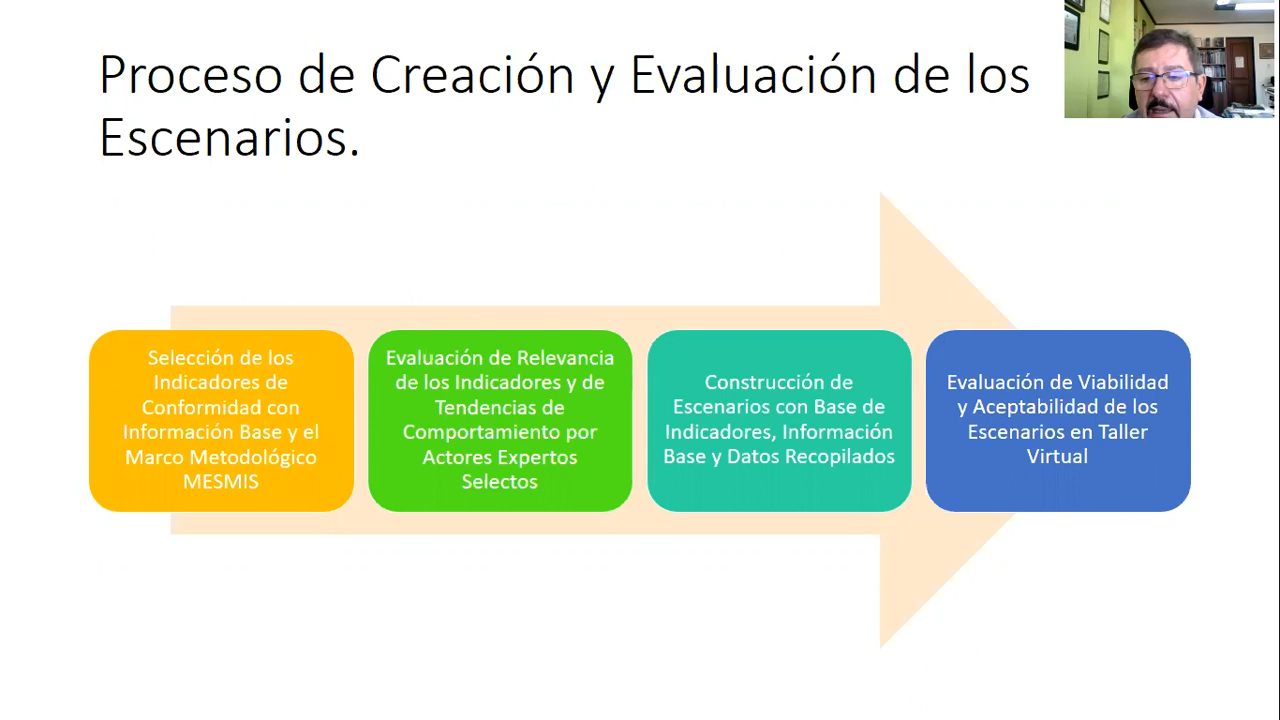 Proceso de Creación y Evaluación de los
Escenarios.
Selección de los
Indicadores de
Conformidad con
Información Base y el
Marco Metodológico
MESMIS
Evaluación de Relevancia
de los Indicadores y de
Tendencias de
Comportamiento por
Actores Expertos
Selectos
Construcción de
Escenarios con Base de
Indicadores, Información
Base y Datos Recopilados
Evaluación de Viabilidad
y Aceptabilidad de los
Escenarios en Taller
Virtual